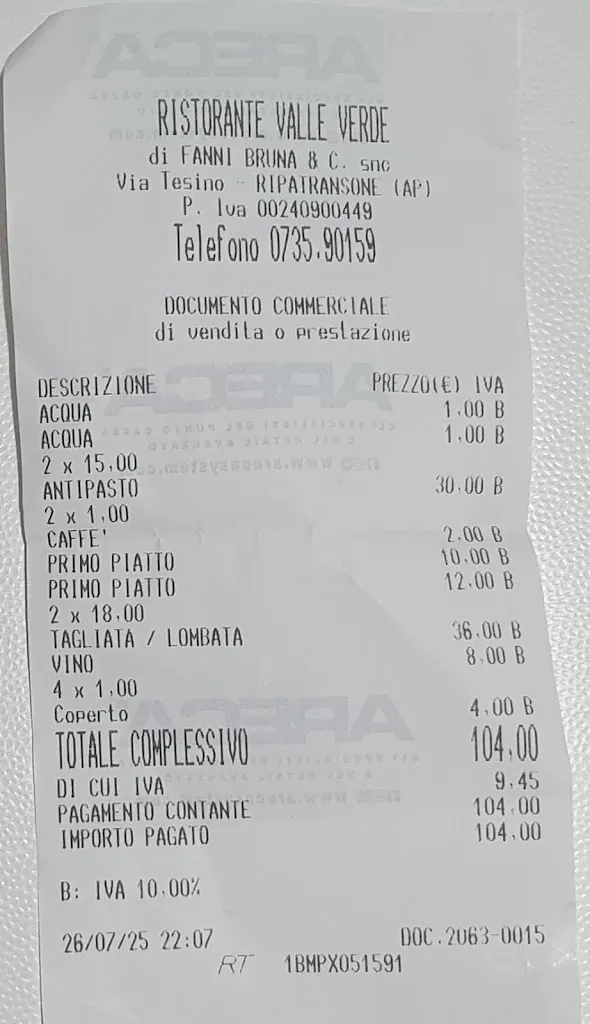 RISTORANTE VALLE VERDE
di FANNI BRUNA & C. snc
Via Tesino - RIPATRANSONE (AP)
P. Iva 00240900449
Telefono 0735.90159
DOCUMENTO COMMERCIALE
di vendita o prestazione
DESCRIZIONE PREZZO(€) IVA
ACQUA 1,00 B
ACQUA 1,00 B
2 x 15,00
ANTIPASTO 30,00 B
2 x 1,00
CAFFE' 2,00 B
PRIMO PIATTO 10,00 B
PRIMO PIATTO 12,00 B
2 x 18,00
TAGLIATA / LOMBATA 36,00 B
VINO 8,00 B
4 x 1,00
Coperto 4,00 B
TOTALE COMPLESSIVO 104,00
DI CUI IVA 9,45
PAGAMENTO CONTANTE 104,00
IMPORTO PAGATO 104,00
B: IVA 10,00%
26/07/25 22:07 DOC.2063-0015
RT 1BMPX051591